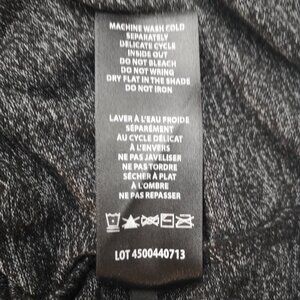 MACHINE WASH COLD
SEPARATELY
DELICATE CYCLE
INSIDE OUT
DO NOT BLEACH
DO NOT WRING
DRY FLAT IN THE SHADE
DO NOT IRON
LAVER À L'EAU FROIDE
SÉPARÉMENT
AU CYCLE DÉLICAT
À L'ENVERS
NE PAS JAVELISER
NE PAS TORDRE
SÉCHER À PLAT
À L'OMBRE
NE PAS REPASSER
LOT 4500440713